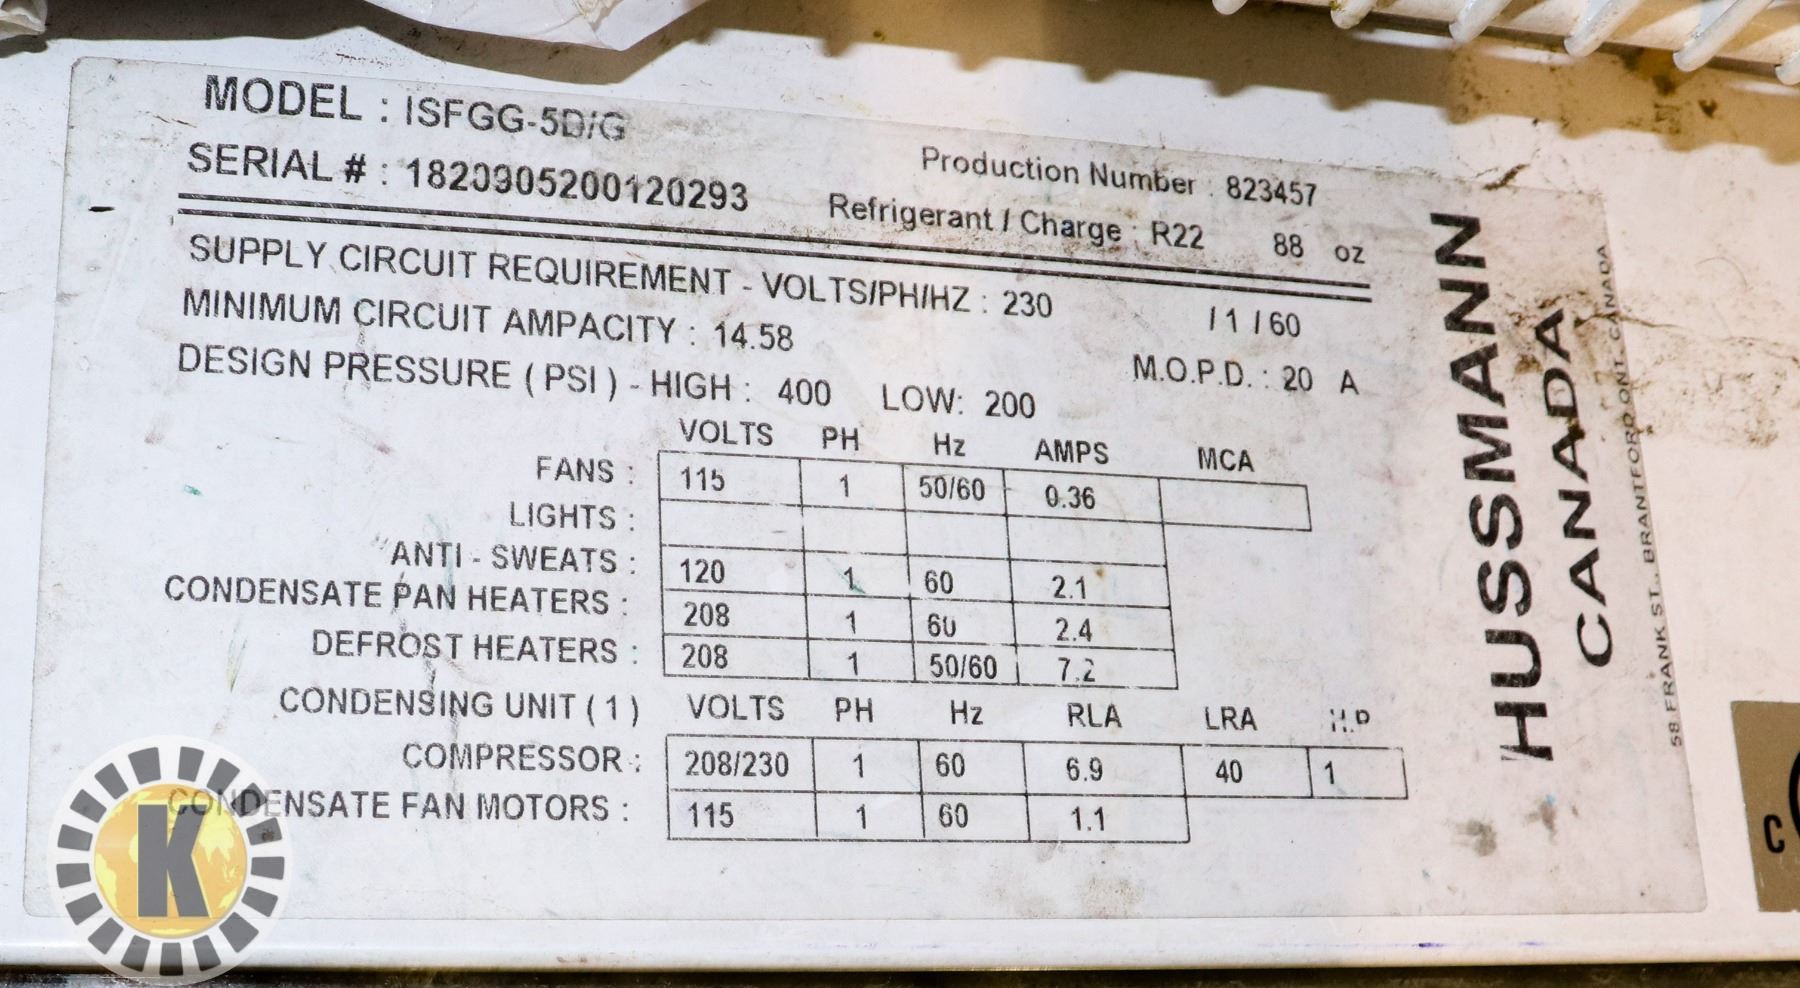 MODEL : ISFGG-5D/G
SERIAL # : 1820905200120293
Production Number : 823457
Refrigerant / Charge : R22 88 oz
SUPPLY CIRCUIT REQUIREMENT - VOLTS/PH/HZ : 230 / 1 / 60
MINIMUM CIRCUIT AMPACITY : 14.58
M.O.P.D. : 20 A
DESIGN PRESSURE ( PSI ) - HIGH : 400 LOW: 200
VOLTS PH Hz AMPS MCA
FANS : 115 1 50/60 0.36
LIGHTS :
ANTI - SWEATS : 120 1 60 2.1
CONDENSATE PAN HEATERS : 208 1 60 2.4
DEFROST HEATERS : 208 1 50/60 7.2
CONDENSING UNIT ( 1 ) VOLTS PH Hz RLA LRA H.P
COMPRESSOR : 208/230 1 60 6.9 40 1
CONDENSATE FAN MOTORS : 115 1 60 1.1
HUSSMANN
CANADA
58 FRANK ST., BRANTFORD ONT. CANADA
K
C